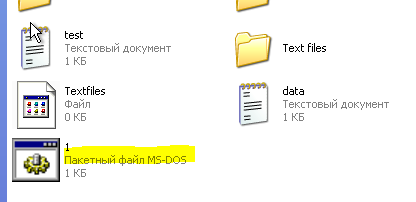 test
Текстовый документ
1 КБ
Text files
Textfiles
Файл
0 КБ
data
Текстовый документ
1 КБ
1
Пакетный файл MS-DOS
1 КБ